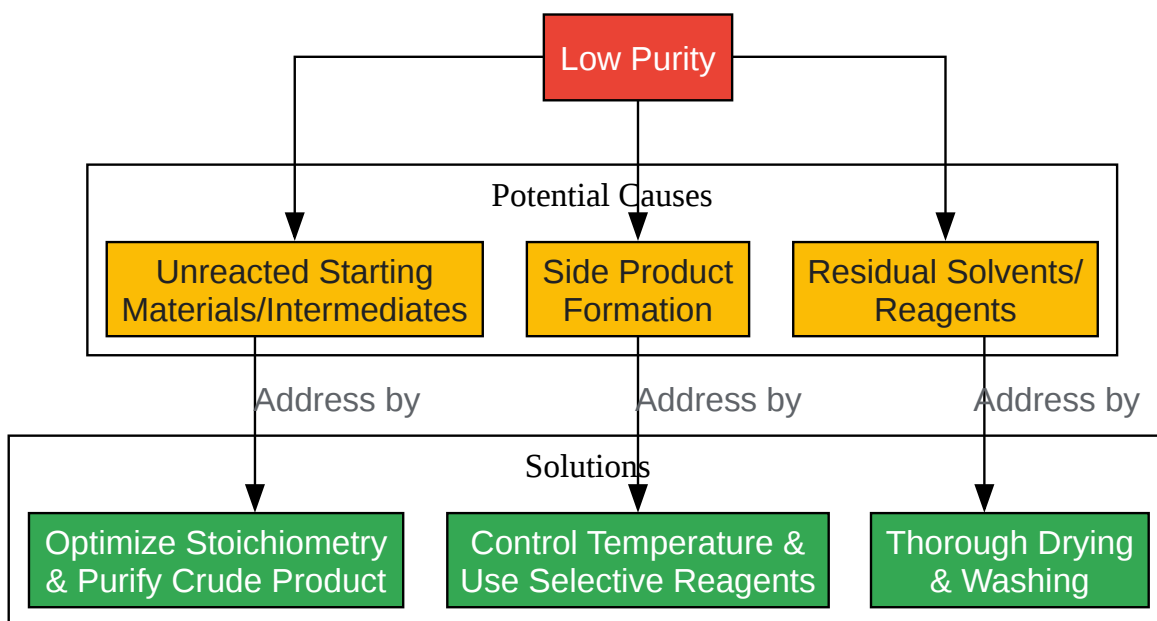 Low Purity
Potential Causes
Unreacted Starting
Materials/Intermediates
Side Product
Formation
Residual Solvents/
Reagents
Address by
Address by
Address by
Solutions
Optimize Stoichiometry
& Purify Crude Product
Control Temperature &
Use Selective Reagents
Thorough Drying
& Washing